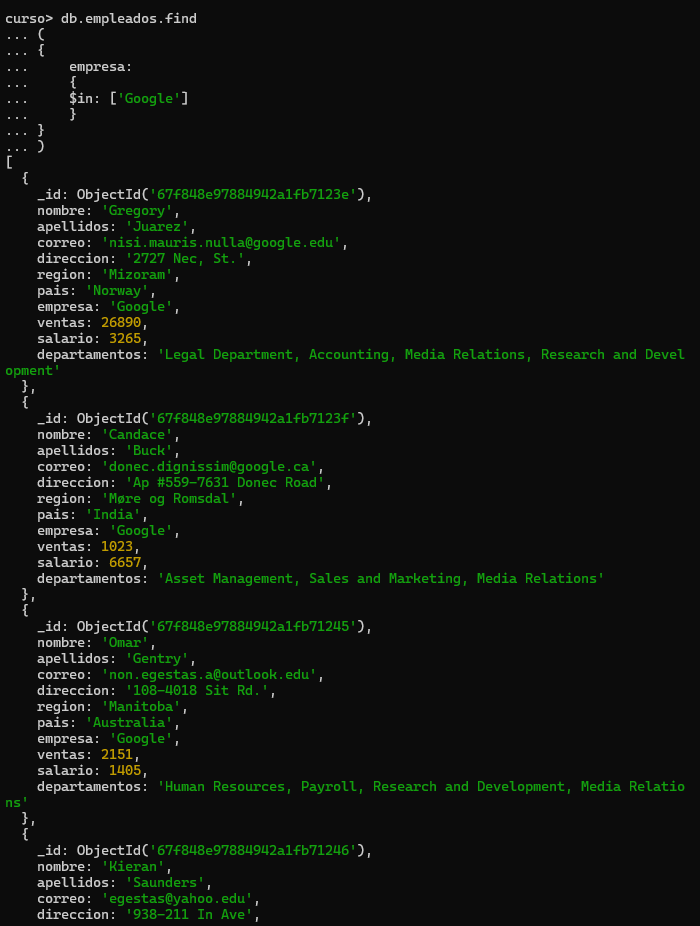 curso> db.empleados.find
... (
... {
...     empresa:
...     {
...     $in: ['Google']
...     }
... }
... )
[
  {
    _id: ObjectId('67f848e97884942a1fb7123e'),
    nombre: 'Gregory',
    apellidos: 'Juarez',
    correo: 'nisi.mauris.nulla@google.edu',
    direccion: '2727 Nec, St.',
    region: 'Mizoram',
    pais: 'Norway',
    empresa: 'Google',
    ventas: 26890,
    salario: 3265,
    departamentos: 'Legal Department, Accounting, Media Relations, Research and Devel
opment'
  },
  {
    _id: ObjectId('67f848e97884942a1fb7123f'),
    nombre: 'Candace',
    apellidos: 'Buck',
    correo: 'donec.dignissim@google.ca',
    direccion: 'Ap #559-7631 Donec Road',
    region: 'Møre og Romsdal',
    pais: 'India',
    empresa: 'Google',
    ventas: 1023,
    salario: 6657,
    departamentos: 'Asset Management, Sales and Marketing, Media Relations'
  },
  {
    _id: ObjectId('67f848e97884942a1fb71245'),
    nombre: 'Omar',
    apellidos: 'Gentry',
    correo: 'non.egestas.a@outlook.edu',
    direccion: '108-4018 Sit Rd.',
    region: 'Manitoba',
    pais: 'Australia',
    empresa: 'Google',
    ventas: 2151,
    salario: 1405,
    departamentos: 'Human Resources, Payroll, Research and Development, Media Relatio
ns'
  },
  {
    _id: ObjectId('67f848e97884942a1fb71246'),
    nombre: 'Kieran',
    apellidos: 'Saunders',
    correo: 'egestas@yahoo.edu',
    direccion: '938-211 In Ave',